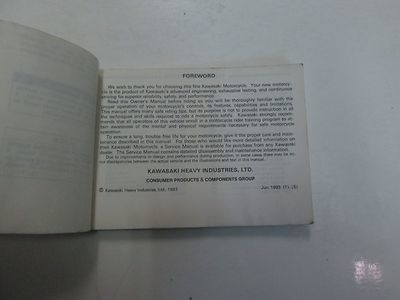 FOREWORD
We wish to thank you for choosing this fine Kawasaki Motorcycle. Your new motorcy-
cle is the product of Kawasaki's advanced engineering, exhaustive testing, and continuous
striving for superior reliability, safety, and performance.
Read this Owner's Manual before riding so you will be thoroughly familiar with the
proper operation of your motorcycle's controls, its features, capabilities, and limitations.
This manual offers many safe riding tips, but its purpose is not to provide instruction in all
the techniques and skills required to ride a motorcycle safely. Kawasaki strongly recom-
mends that all operators of this vehicle enroll in a motorcycle rider training program to at-
tain awareness of the mental and physical requirements necessary for safe motorcycle
operation.
To ensure a long, trouble-free life for your motorcycle, give it the proper care and main-
tenance described in this manual. For those who would like more detailed information on
their Kawasaki Motorcycle, a Service Manual is available for purchase from any Kawasaki
dealer. The Service Manual contains detailed disassembly and maintenance information.
Due to improvements in design and performance during production, in some cases there may be mi-
nor discrepancies between the actual vehicle and the illustrations and text in this manual.
KAWASAKI HEAVY INDUSTRIES, LTD.
CONSUMER PRODUCTS & COMPONENTS GROUP
© Kawasaki Heavy Industries, Ltd. 1993
Jun 1993 (1). (S)